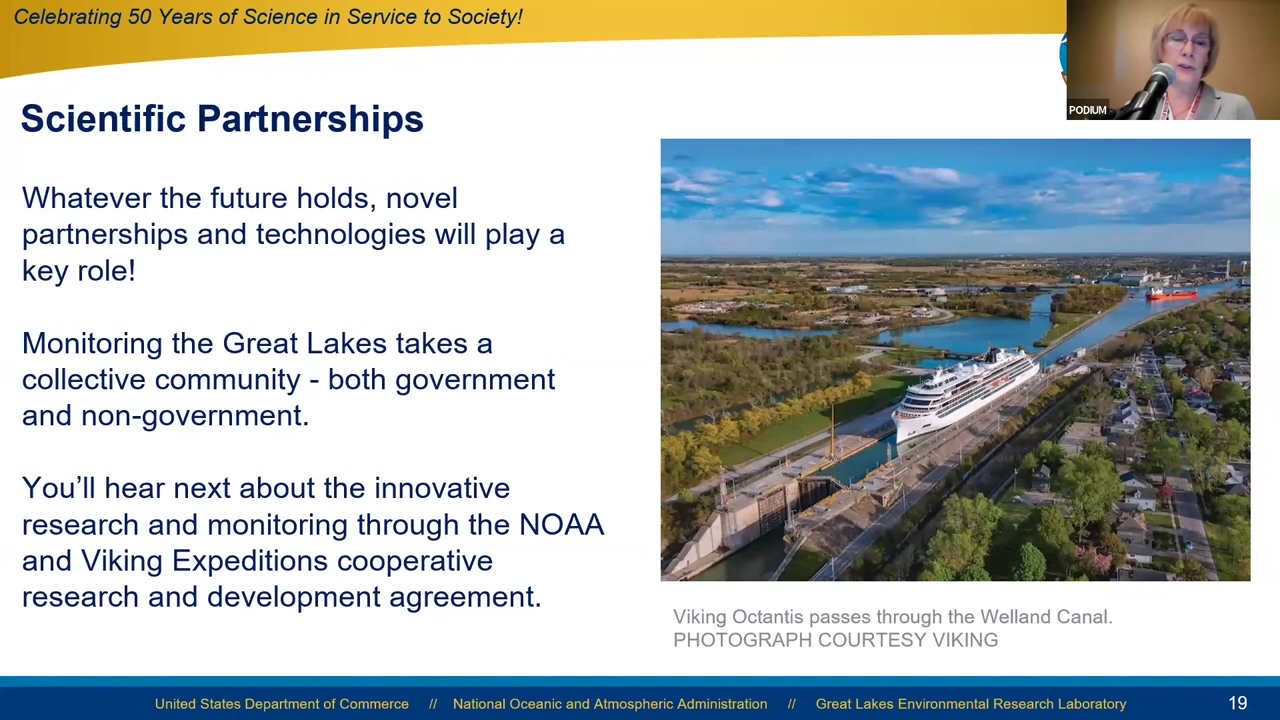 Celebrating 50 Years of Science in Service to Society!
PODIUM
Scientific Partnerships
Whatever the future holds, novel
partnerships and technologies will play a
key role!
Monitoring the Great Lakes takes a
collective community - both government
and non-government.
You’ll hear next about the innovative
research and monitoring through the NOAA
and Viking Expeditions cooperative
research and development agreement.
Viking Octantis passes through the Welland Canal.
PHOTOGRAPH COURTESY VIKING
United States Department of Commerce // National Oceanic and Atmospheric Administration // Great Lakes Environmental Research Laboratory 19